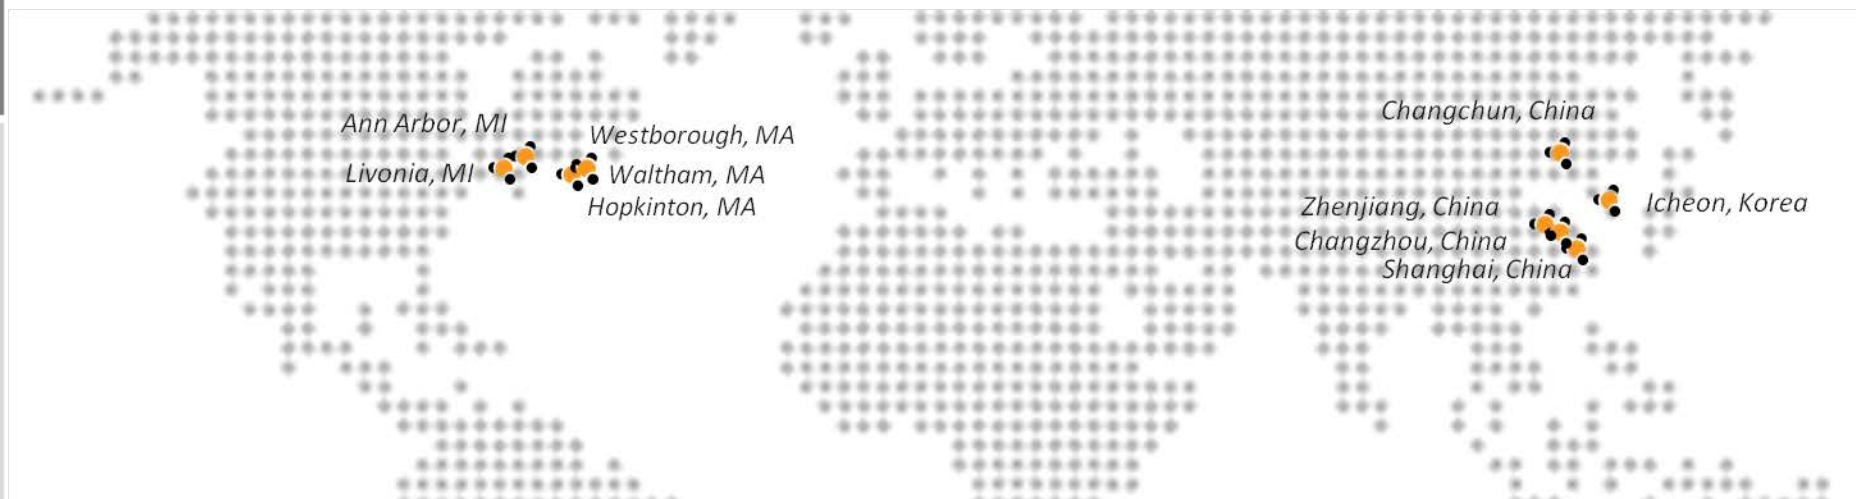 Ann Arbor, MI
Livonia, MI
Westborough, MA
Waltham, MA
Hopkinton, MA
Changchun, China
Zhenjiang, China
Changzhou, China
Shanghai, China
Icheon, Korea